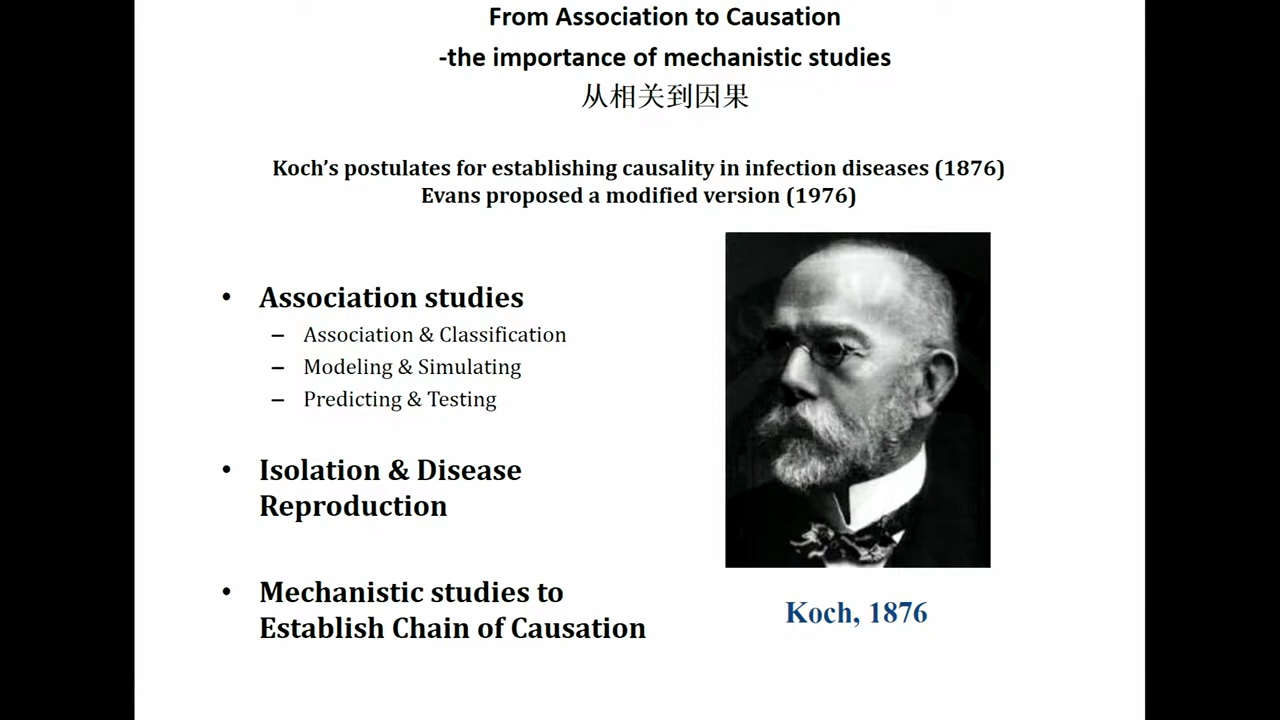 From Association to Causation
-the importance of mechanistic studies
从相关到因果
Koch's postulates for establishing causality in infection diseases (1876)
Evans proposed a modified version (1976)
• Association studies
– Association & Classification
– Modeling & Simulating
– Predicting & Testing
• Isolation & Disease
Reproduction
• Mechanistic studies to
Establish Chain of Causation
Koch, 1876